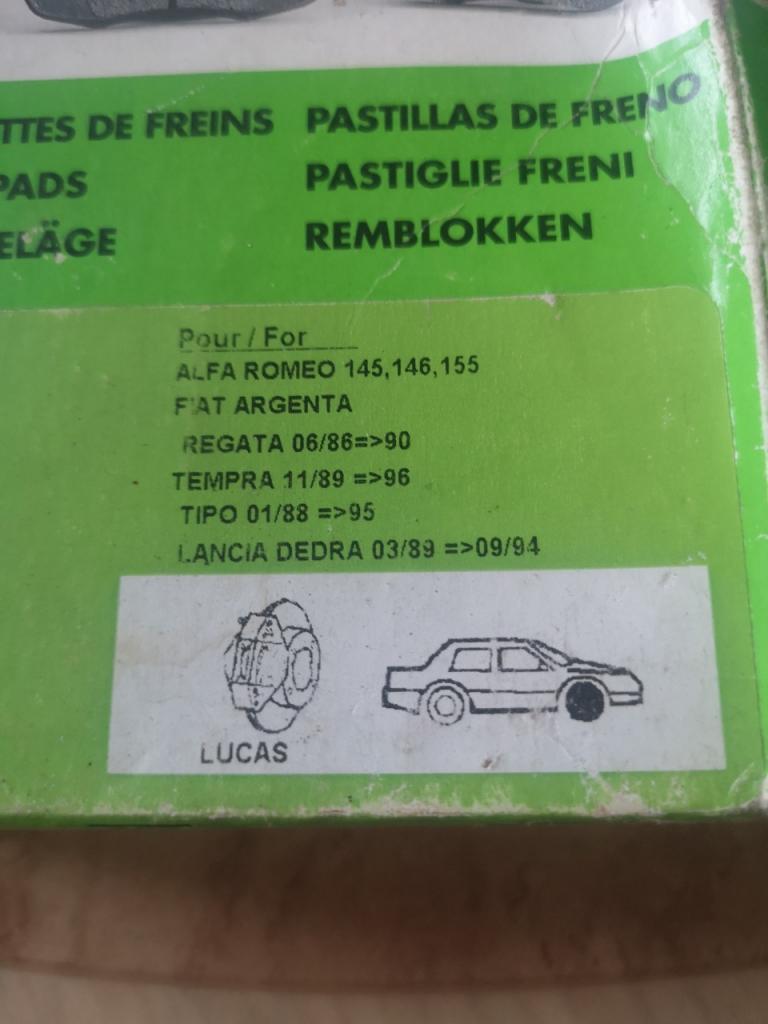 TTES DE FREINS PASTILLAS DE FRENO
PADS PASTIGLIE FRENI
ELÄGE REMBLOKKEN
Pour / For
ALFA ROMEO 145,146,155
FIAT ARGENTA
REGATA 06/86=>90
TEMPRA 11/89 =>96
TIPO 01/88 =>95
LANCIA DEDRA 03/89 =>09/94
LUCAS